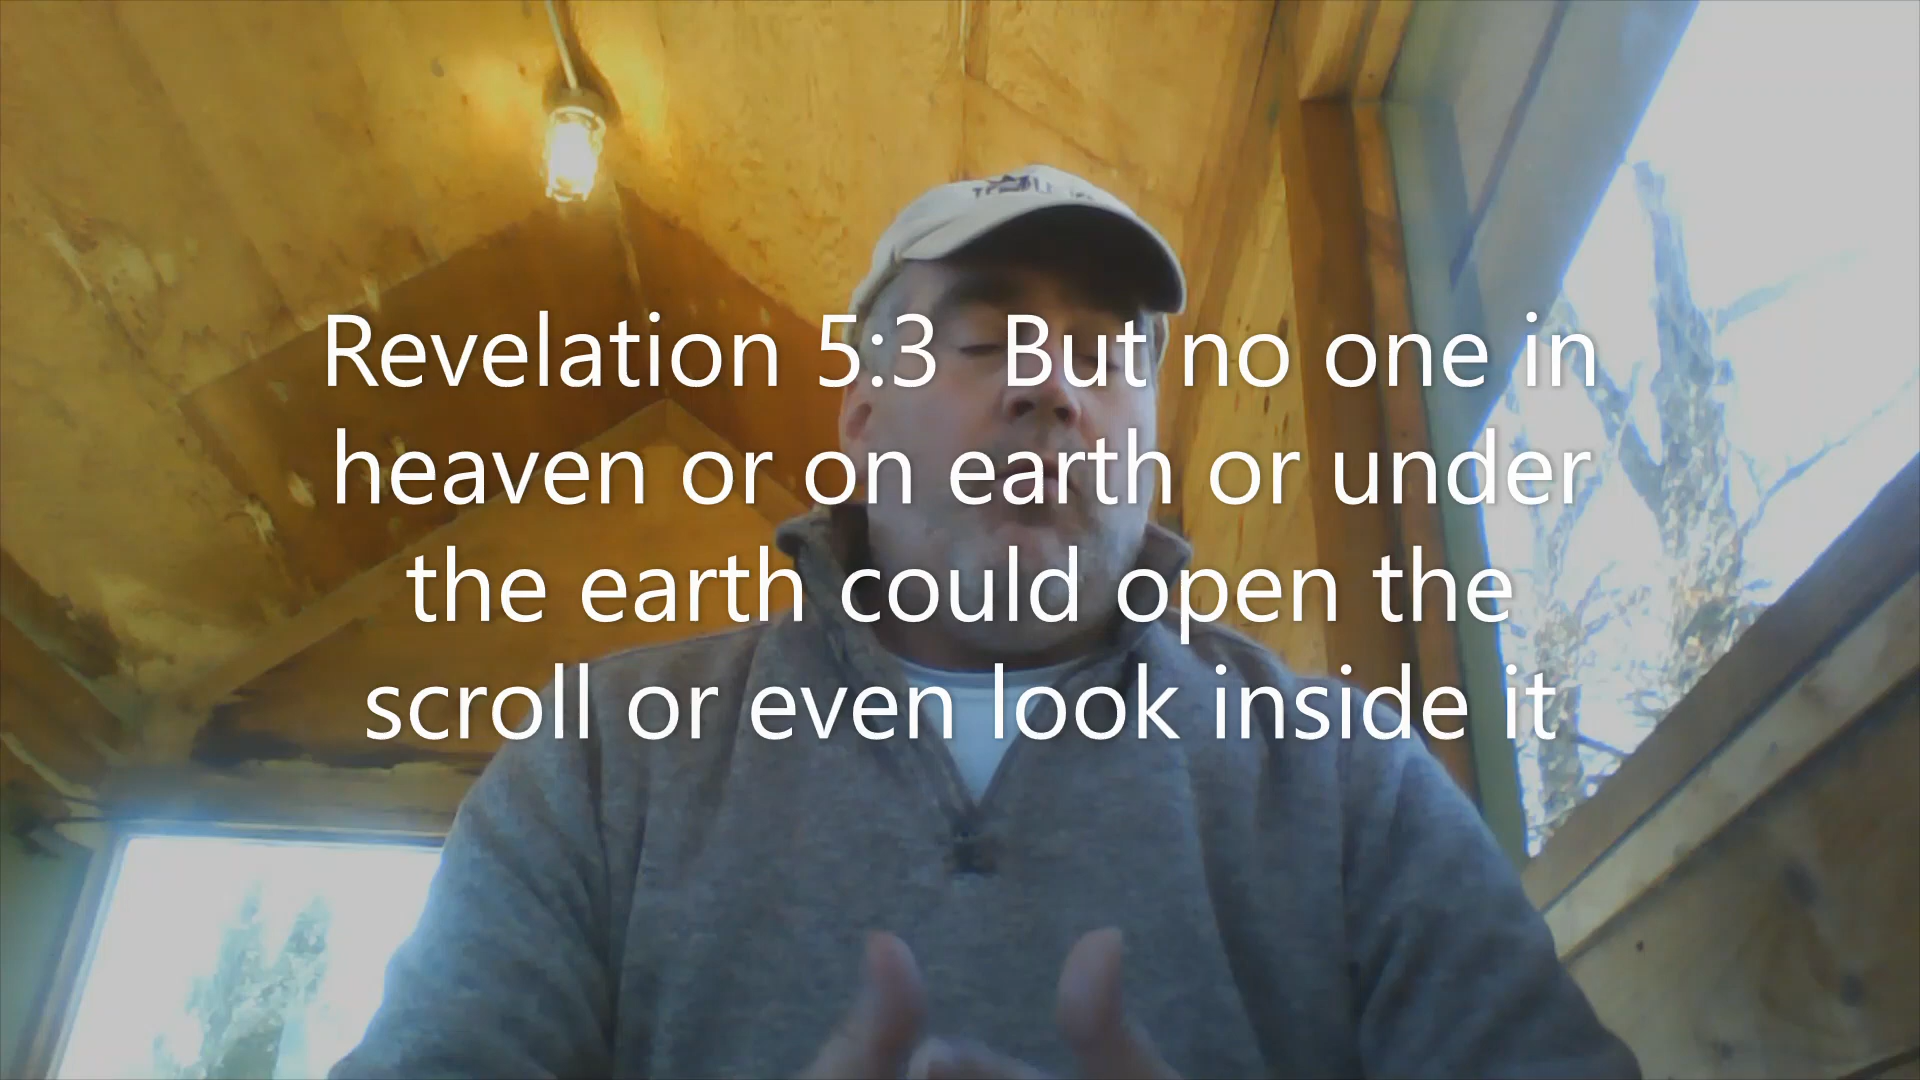 Revelation 5:3  But no one in
heaven or on earth or under
the earth could open the
scroll or even look inside it